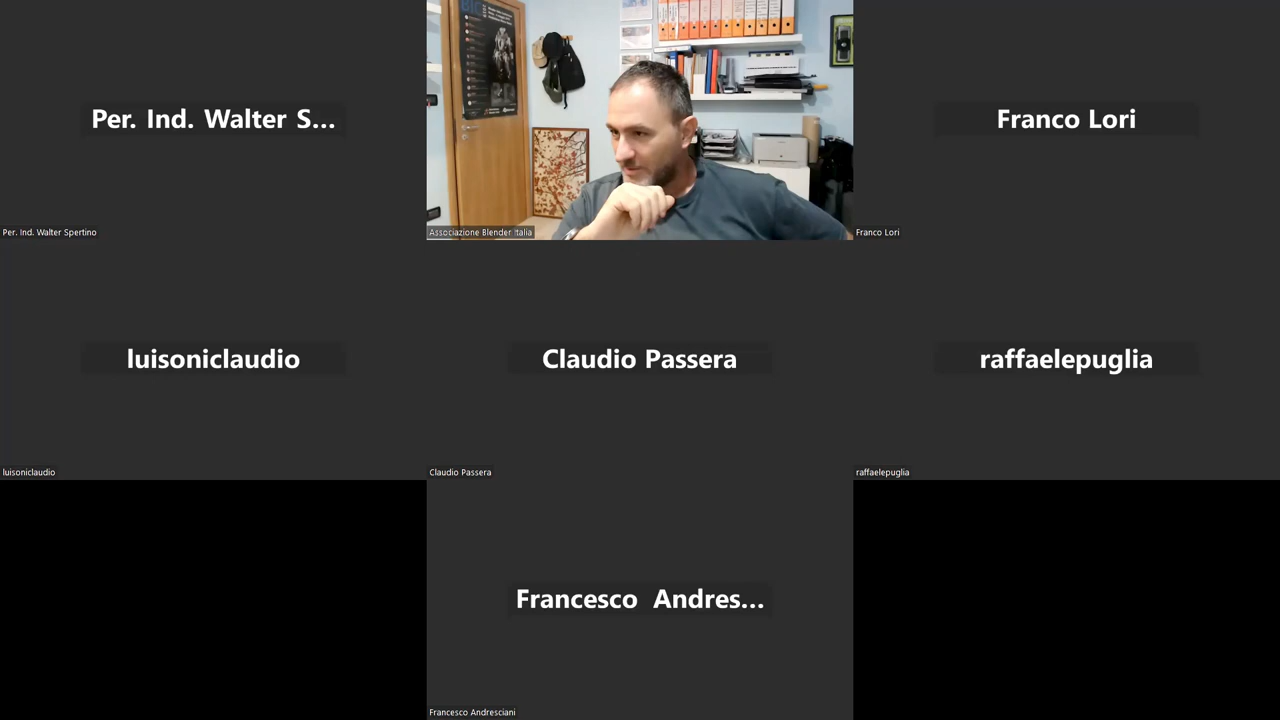 Per. Ind. Walter S...
Franco Lori
Per. Ind. Walter Spertino
Associazione Blender Italia
Franco Lori
luisoniclaudio
Claudio Passera
raffaelepuglia
luisoniclaudio
Claudio Passera
raffaelepuglia
Francesco Andres...
Francesco Andresciani